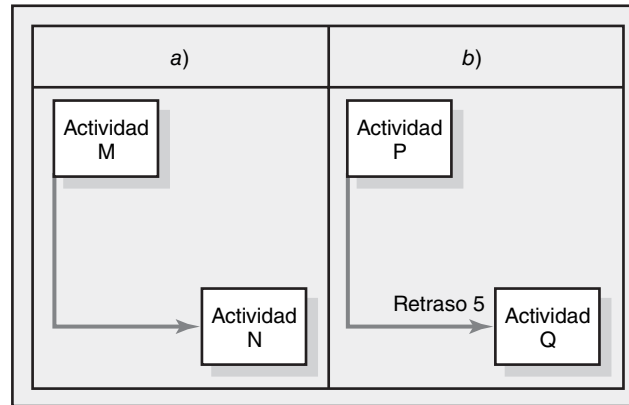 a)
b)
Actividad
M
Actividad
P
Retraso 5
Actividad
N
Actividad
Q